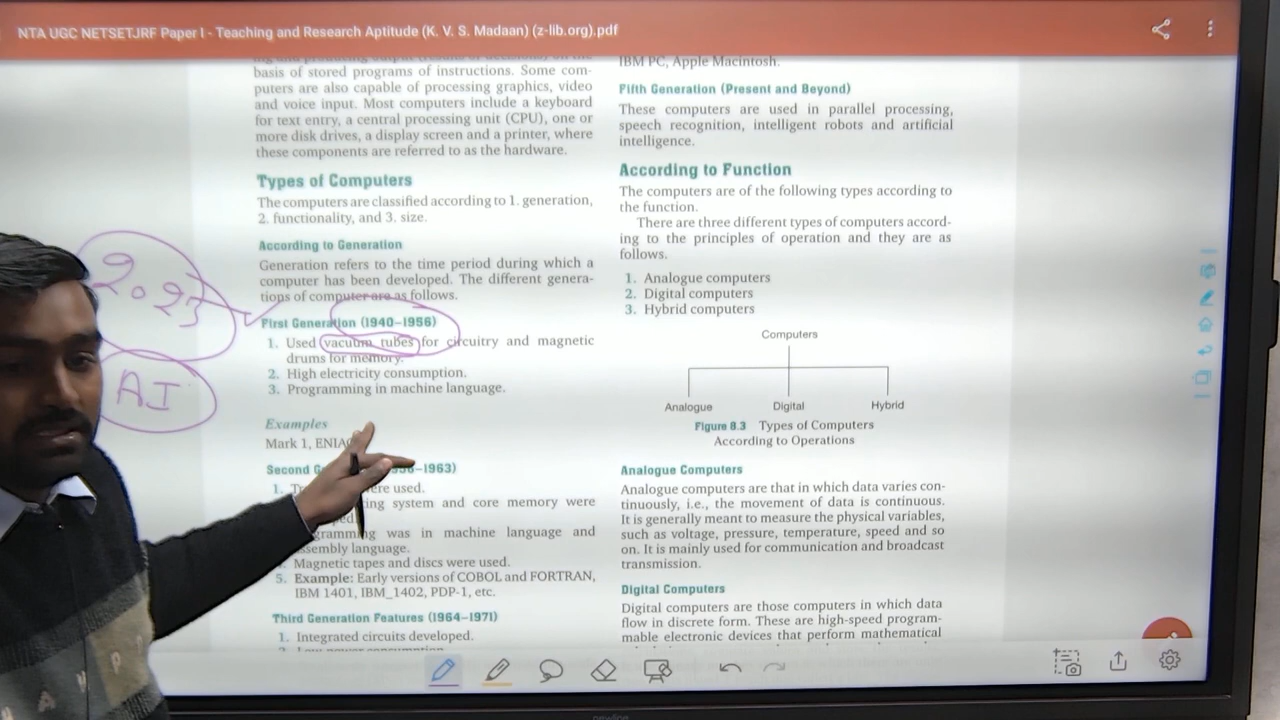 NTA UGC NETSETJRF Paper I - Teaching and Research Aptitude (K. V. S. Madaan) (z-lib.org).pdf
basis of stored programs of instructions. Some com-
puters are also capable of processing graphics, video
and voice input. Most computers include a keyboard
for text entry, a central processing unit (CPU), one or
more disk drives, a display screen and a printer, where
these components are referred to as the hardware.
Types of Computers
The computers are classified according to 1. generation,
2. functionality, and 3. size.
According to Generation
Generation refers to the time period during which a
computer has been developed. The different genera-
tions of computer are as follows.
First Generation (1940–1956)
1. Used vacuum tubes for circuitry and magnetic
drums for memory.
2. High electricity consumption.
3. Programming in machine language.
Examples
Mark 1,
Second
–1963)
1.
were used.
system and core memory were
was in machine language and
assembly language.
Magnetic tapes and discs were used.
5. Example: Early versions of COBOL and FORTRAN,
IBM 1401, IBM_1402, PDP-1, etc.
Third Generation Features (1964–1971)
1. Integrated circuits developed.
2023
AI
IBM PC, Apple Macintosh.
Fifth Generation (Present and Beyond)
These computers are used in parallel processing,
speech recognition, intelligent robots and artificial
intelligence.
According to Function
The computers are of the following types according to
the function.
There are three different types of computers accord-
ing to the principles of operation and they are as
follows.
1. Analogue computers
2. Digital computers
3. Hybrid computers
Computers
Analogue Digital Hybrid
Figure 8.3 Types of Computers
According to Operations
Analogue Computers
Analogue computers are that in which data varies con-
tinuously, i.e., the movement of data is continuous.
It is generally meant to measure the physical variables,
such as voltage, pressure, temperature, speed and so
on. It is mainly used for communication and broadcast
transmission.
Digital Computers
Digital computers are those computers in which data
flow in discrete form. These are high-speed program-
mable electronic devices that perform mathematical